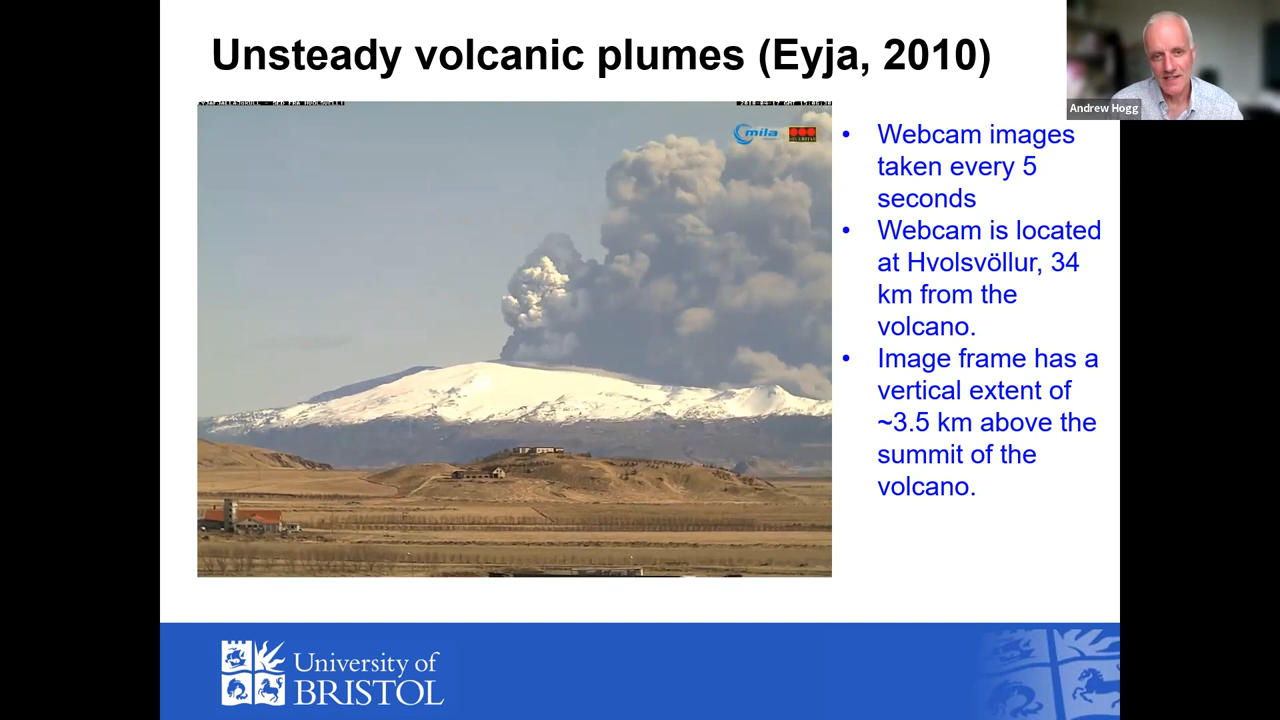 Unsteady volcanic plumes (Eyja, 2010)
Andrew Hogg
mila
• Webcam images
taken every 5
seconds
• Webcam is located
at Hvolsvöllur, 34
km from the
volcano.
• Image frame has a
vertical extent of
~3.5 km above the
summit of the
volcano.
University of
BRISTOL